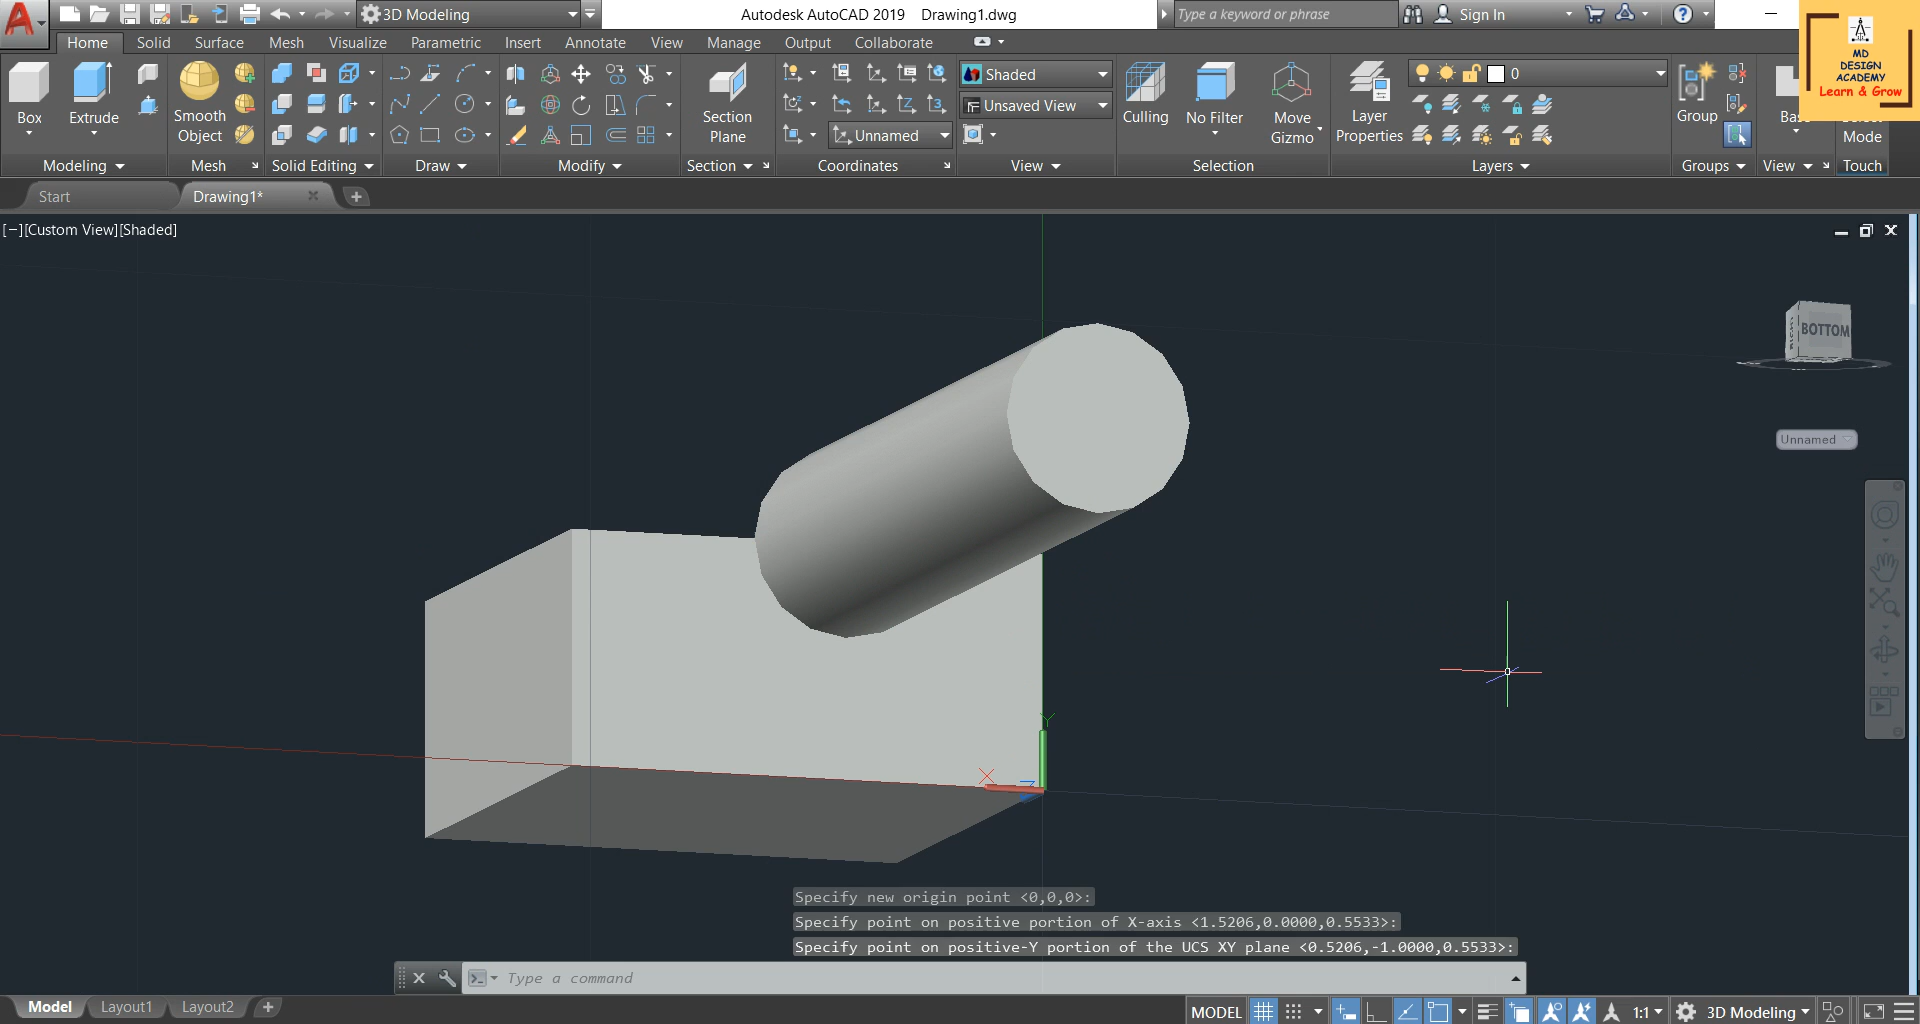 3D Modeling
Autodesk AutoCAD 2019 Drawing1.dwg
Type a keyword or phrase
Sign In
Home Solid Surface Mesh Visualize Parametric Insert Annotate View Manage Output Collaborate
MD
DESIGN
ACADEMY
Learn & Grow
Box
Extrude
Smooth
Object
Section
Plane
Unnamed
Shaded
Unsaved View
Culling
No Filter
Move
Gizmo
Layer
Properties
0
Group
Mode
Modeling Mesh Solid Editing Draw Modify Section Coordinates View Selection Layers Groups View Touch
Start
Drawing1*
[−][Custom View][Shaded]
BOTTOM
Unnamed
Y
X
Z
Specify new origin point <0,0,0>:
Specify point on positive portion of X-axis <1.5206,0.0000,0.5533>:
Specify point on positive-Y portion of the UCS XY plane <0.5206,-1.0000,0.5533>:
Type a command
Model Layout1 Layout2
MODEL
1:1
3D Modeling